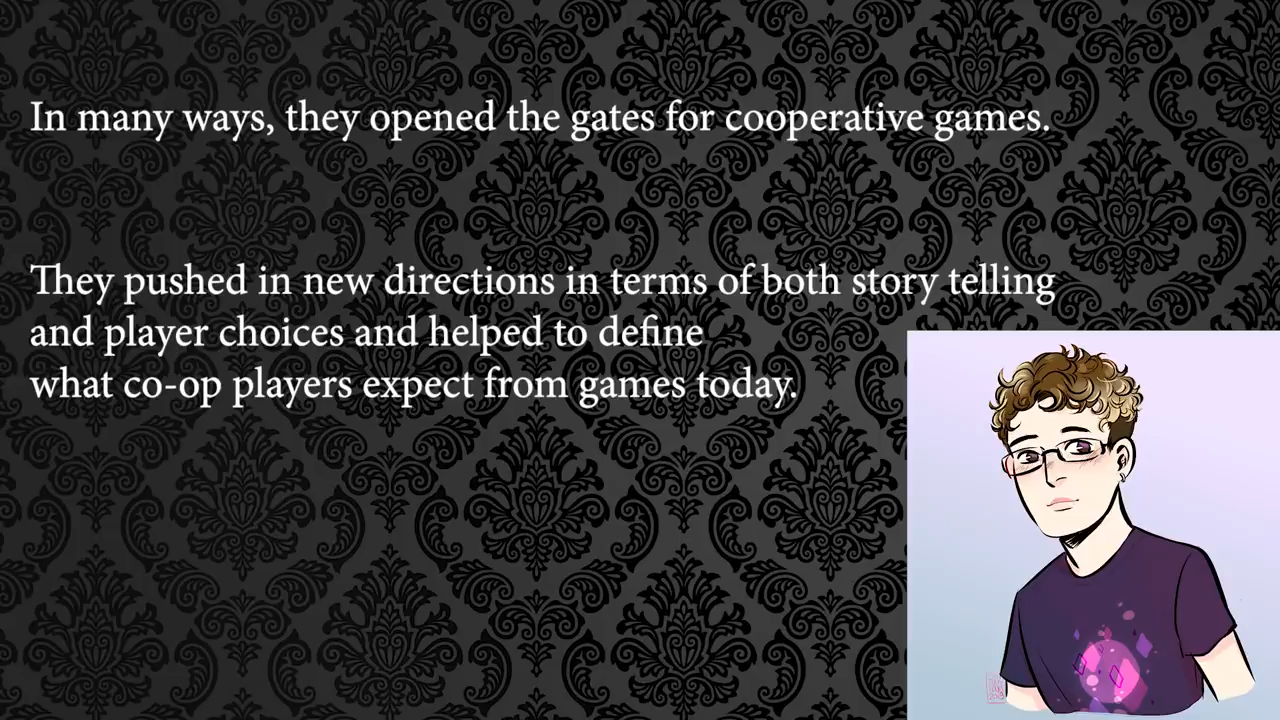 In many ways, they opened the gates for cooperative games.
They pushed in new directions in terms of both story telling
and player choices and helped to define
what co-op players expect from games today.